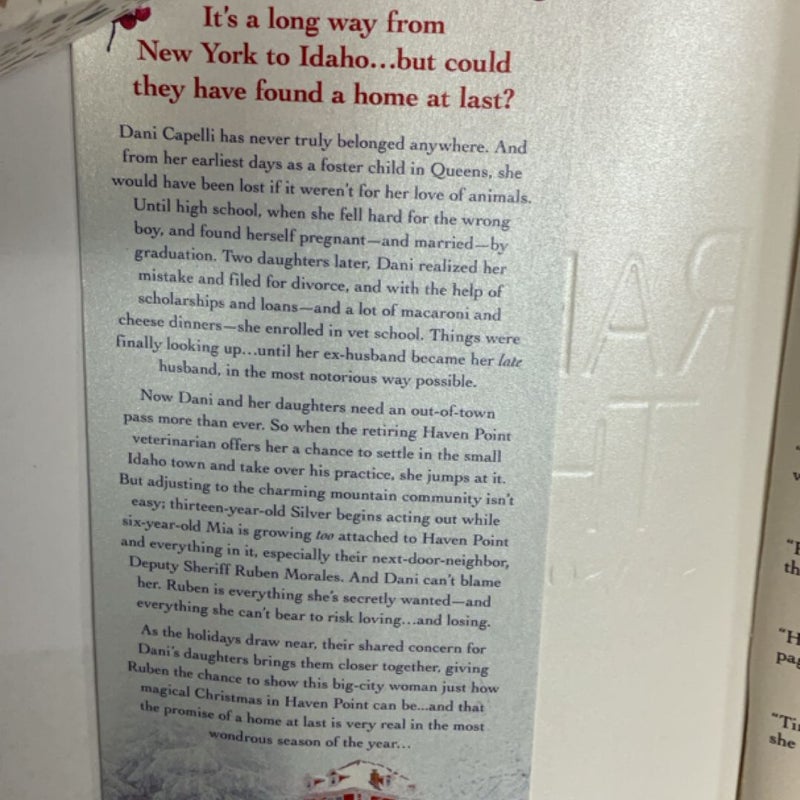 It's a long way from
New York to Idaho...but could
they have found a home at last?
Dani Capelli has never truly belonged anywhere. And
from her earliest days as a foster child in Queens, she
would have been lost if it weren't for her love of animals.
Until high school, when she fell hard for the wrong
boy, and found herself pregnant—and married—by
graduation. Two daughters later, Dani realized her
mistake and filed for divorce, and with the help of
scholarships and loans—and a lot of macaroni and
cheese dinners—she enrolled in vet school. Things were
finally looking up...until her ex-husband became her late
husband, in the most notorious way possible.
Now Dani and her daughters need an out-of-town
pass more than ever. So when the retiring Haven Point
veterinarian offers her a chance to settle in the small
Idaho town and take over his practice, she jumps at it.
But adjusting to the charming mountain community isn't
easy; thirteen-year-old Silver begins acting out while
six-year-old Mia is growing too attached to Haven Point
and everything in it, especially their next-door-neighbor,
Deputy Sheriff Ruben Morales. And Dani can't blame
her. Ruben is everything she's secretly wanted—and
everything she can't bear to risk loving...and losing.
As the holidays draw near, their shared concern for
Dani's daughters brings them closer together, giving
Ruben the chance to show this big-city woman just how
magical Christmas in Haven Point can be...and that
the promise of a home at last is very real in the most
wondrous season of the year...
she